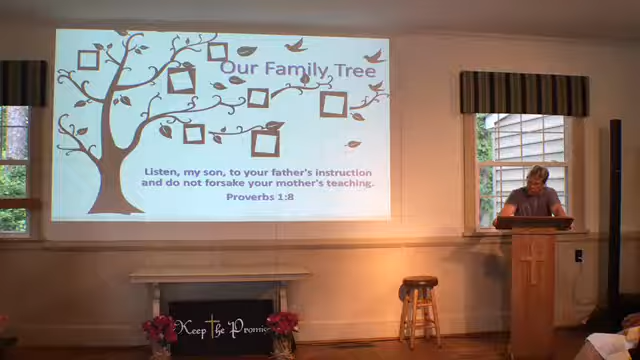 Our Family Tree
Listen, my son, to your father's instruction
and do not forsake your mother's teaching.
Proverbs 1:8
Keep the Promise